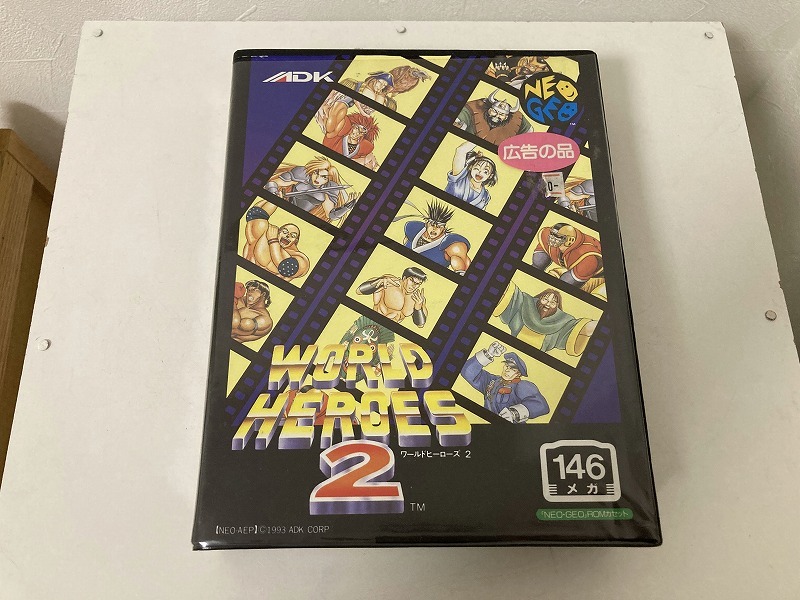 ADK
NEO
GEO
TM
広告の品
0-
WORLD
HEROES
2
ワールドヒーローズ 2
TM
146
メガ
「NEO・GEO」ROMカセット
【NEO・AEP】©1993 ADK CORP.